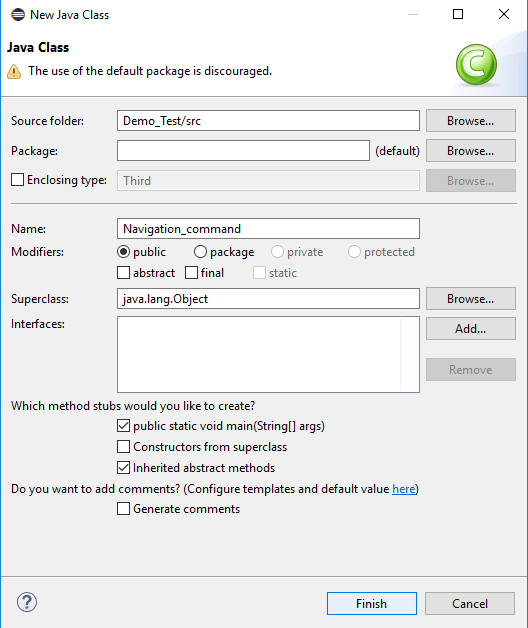 New Java Class
Java Class
The use of the default package is discouraged.
C
Source folder: Demo_Test/src Browse...
Package: (default) Browse...
Enclosing type: Third Browse...
Name: Navigation_command
Modifiers: public package private protected
abstract final static
Superclass: java.lang.Object Browse...
Interfaces: Add...
Remove
Which method stubs would you like to create?
public static void main(String[] args)
Constructors from superclass
Inherited abstract methods
Do you want to add comments? (Configure templates and default value here)
Generate comments
? Finish Cancel